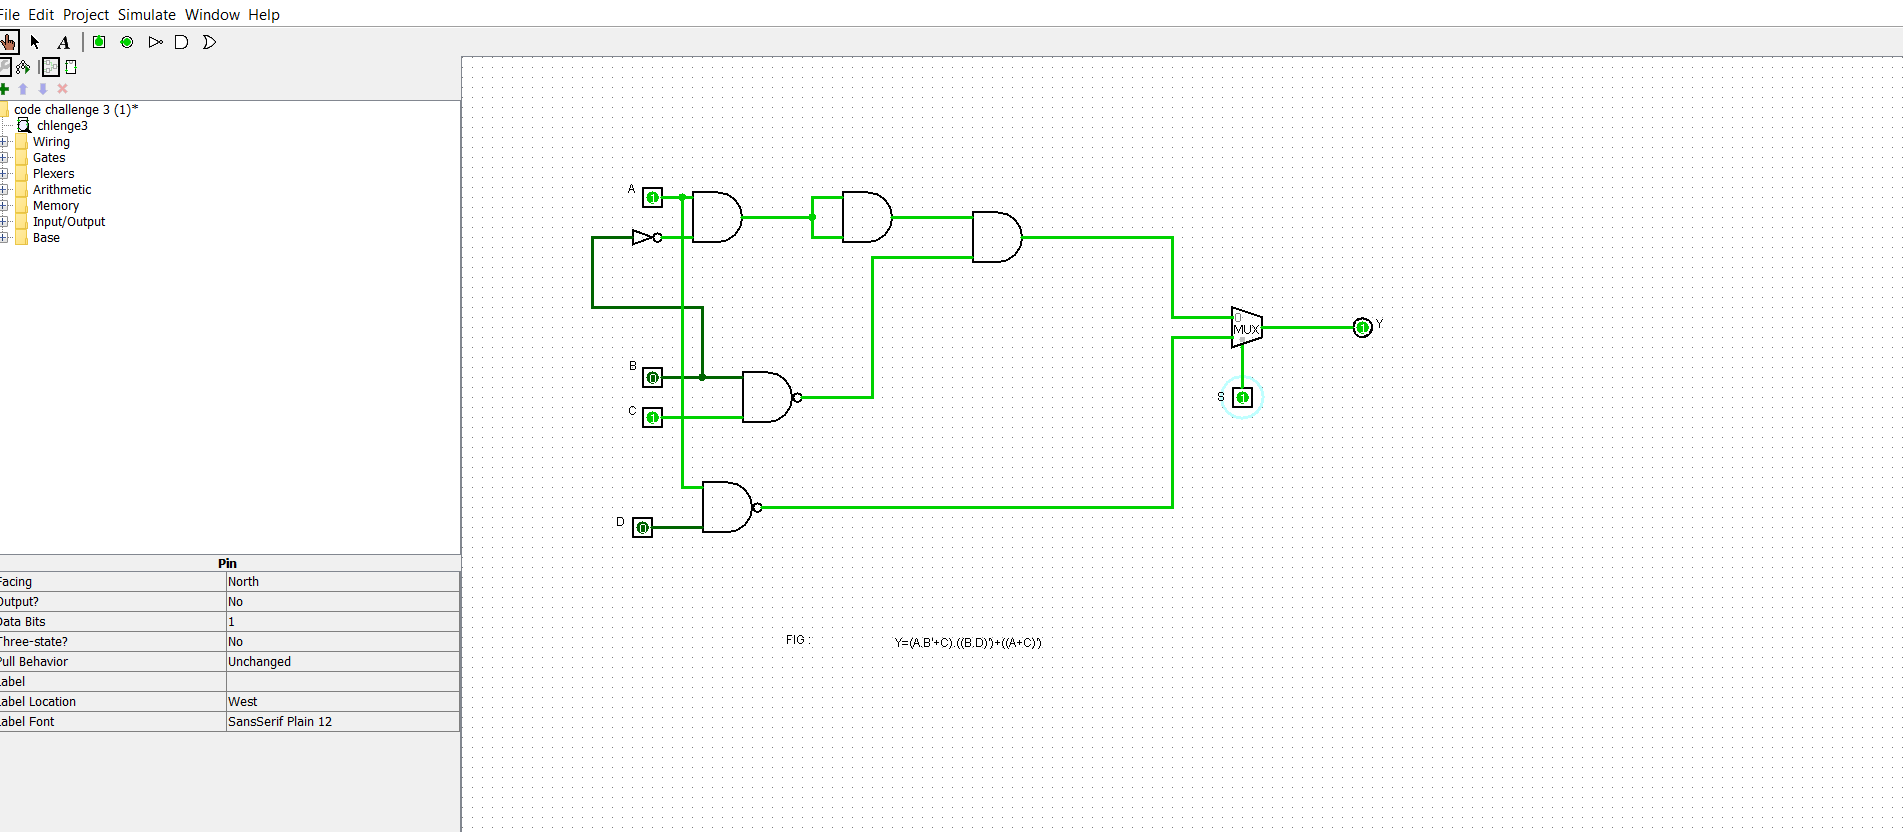 File Edit Project Simulate Window Help
A
code challenge 3 (1)*
chlenge3
Wiring
Gates
Plexers
Arithmetic
Memory
Input/Output
Base
Pin
Facing North
Output? No
Data Bits 1
Three-state? No
Pull Behavior Unchanged
Label
Label Location West
Label Font SansSerif Plain 12
A 1
B 0
C 1
D 0
0
MUX
1 Y
S 1
FIG :
Y=(A.B'+C).((B.D)')+((A+C)')